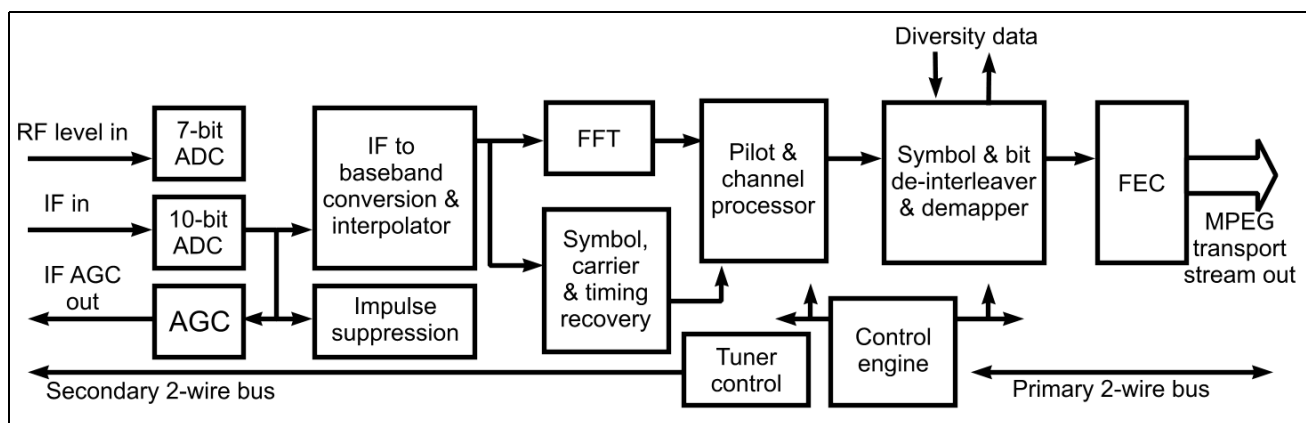 Diversity data
RF level in
7-bit
ADC
IF to
baseband
conversion &
interpolator
FFT
Pilot &
channel
processor
Symbol & bit
de-interleaver
& demapper
FEC
IF in
10-bit
ADC
Symbol,
carrier
& timing
recovery
MPEG
transport
stream out
IF AGC
out
AGC
Impulse
suppression
Tuner
control
Control
engine
Secondary 2-wire bus
Primary 2-wire bus